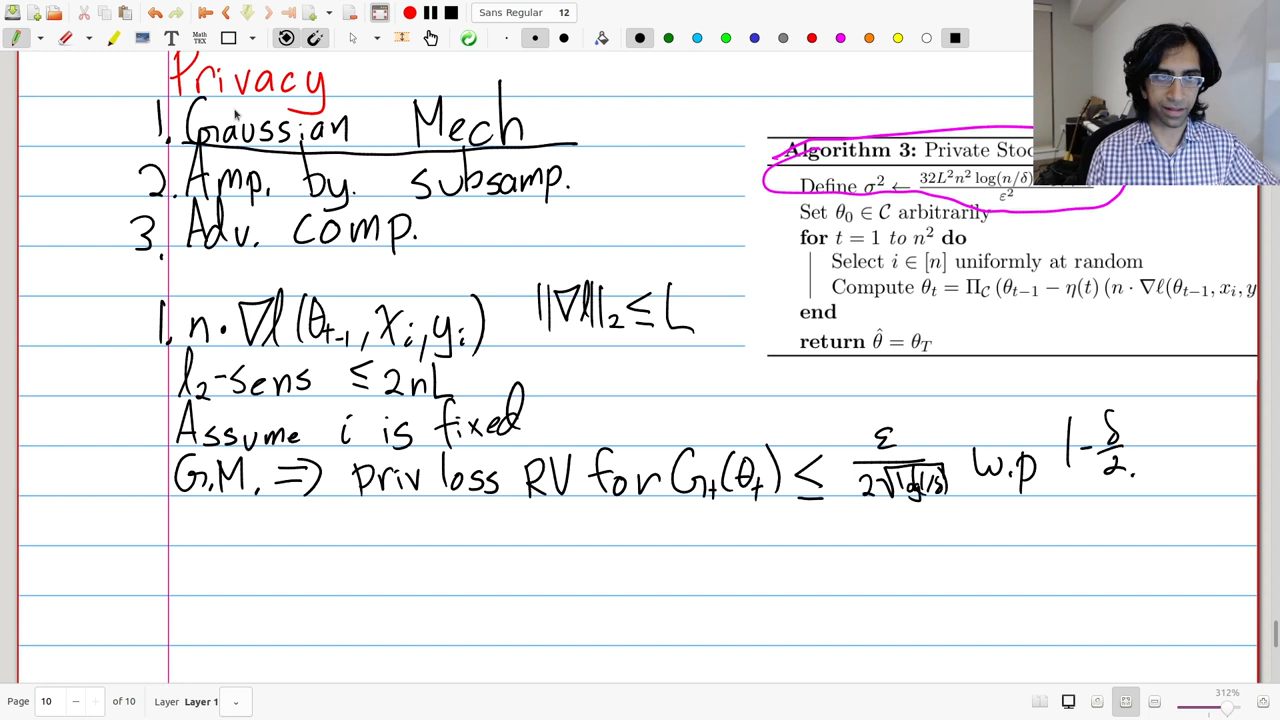 Sans Regular 12
Privacy
1. Gaussian Mech
2. Amp. by. subsamp.
3. Adv. comp.
Algorithm 3: Private Stoc
Define σ² ← 32L²n² log(n/δ) / ε²
Set θ₀ ∈ C arbitrarily
for t = 1 to n² do
Select i ∈ [n] uniformly at random
Compute θₜ = Π_C (θₜ₋₁ − η(t) (n · ∇ℓ(θₜ₋₁, xᵢ, y
end
return θ̂ = θ_T
1. n · ∇ℓ (θₜ₋₁, xᵢ, yᵢ) ||∇ℓ||₂ ≤ L
ℓ₂-sens ≤ 2nL
Assume i is fixed
G.M. ⇒ priv loss RV for Gₜ(θₜ) ≤ ε / 2√log(1/δ) w.p 1 - δ/2.
Page 10 of 10 Layer Layer 1 312%